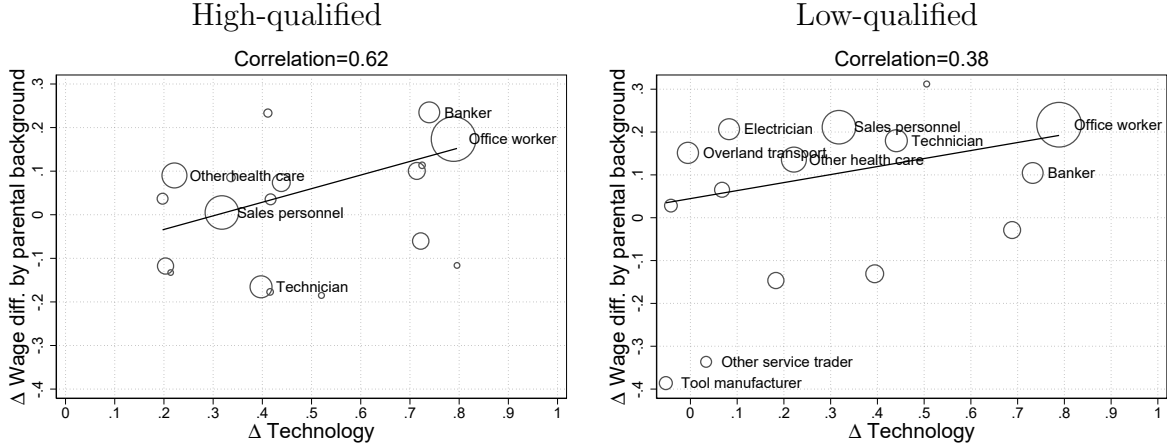 High-qualified
Correlation=0.62
Δ Wage diff. by parental background
.3
.2
.1
0
-.1
-.2
-.3
-.4
Banker
Office worker
Other health care
Sales personnel
Technician
0 .1 .2 .3 .4 .5 .6 .7 .8 .9 1
Δ Technology
Low-qualified
Correlation=0.38
Δ Wage diff. by parental background
.3
.2
.1
0
-.1
-.2
-.3
-.4
Electrician
Sales personnel
Office worker
Technician
Overland transport
Other health care
Banker
Other service trader
Tool manufacturer
0 .1 .2 .3 .4 .5 .6 .7 .8 .9 1
Δ Technology